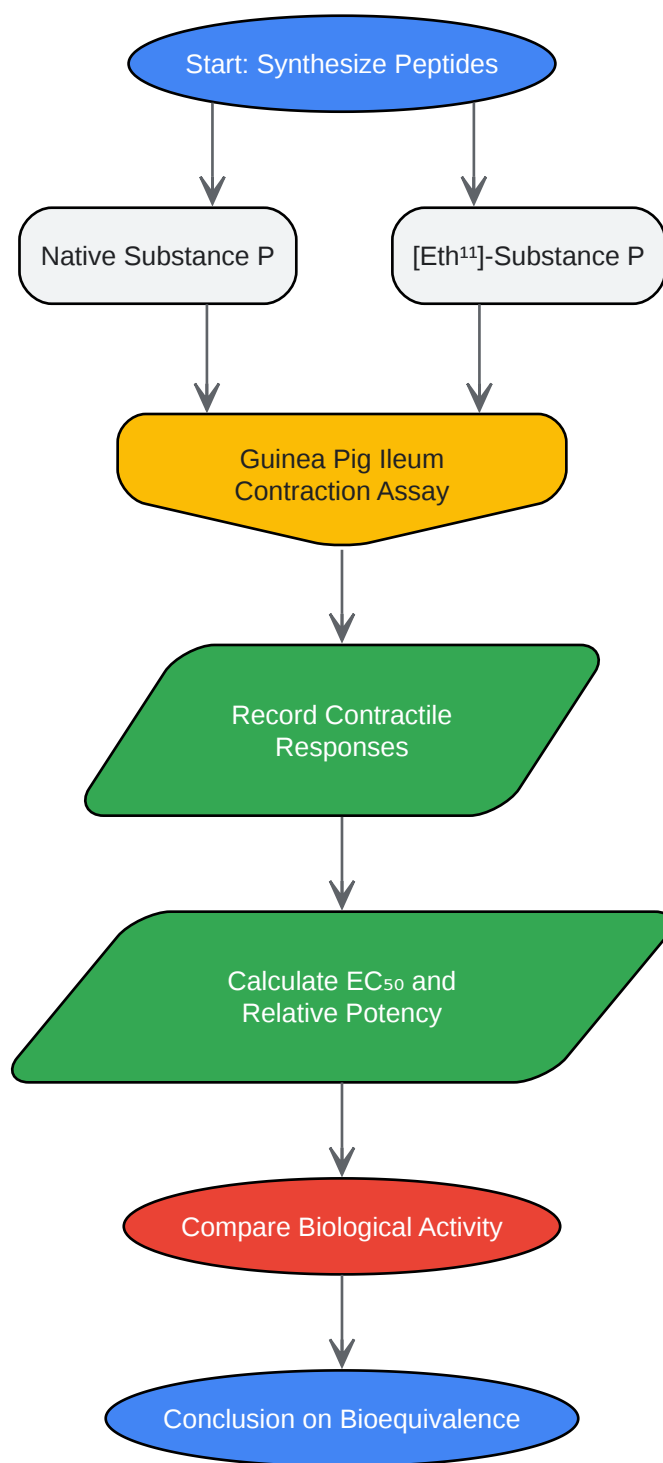 Start: Synthesize Peptides
Native Substance P
[Eth¹¹]-Substance P
Guinea Pig Ileum
Contraction Assay
Record Contractile
Responses
Calculate EC₅₀ and
Relative Potency
Compare Biological Activity
Conclusion on Bioequivalence